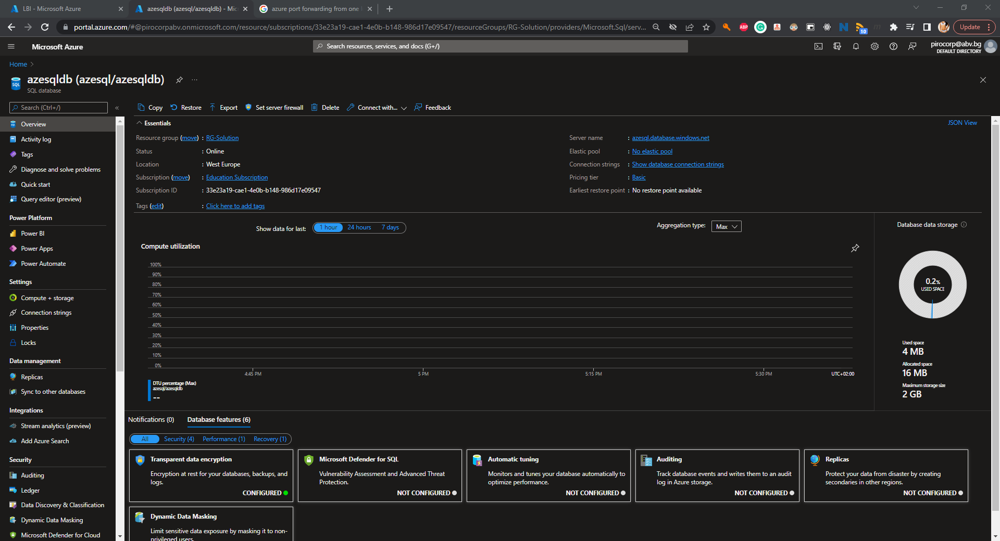 LBI - Microsoft Azure
azesqldb (azesql/azesqldb) - Mic
azure port forwarding from one l
portal.azure.com/#@pirocorpabv.onmicrosoft.com/resource/subscriptions/33e23a19-cae1-4e0b-b148-986d17e09547/resourceGroups/RG-Solution/providers/Microsoft.Sql/serv...
ABP
10
Update
Microsoft Azure
Search resources, services, and docs (G+/)
pirocorp@abv.bg
DEFAULT DIRECTORY
Home
azesqldb (azesql/azesqldb)
SQL
SQL database
Search (Ctrl+/)
Copy
Restore
Export
Set server firewall
Delete
Connect with...
Feedback
Overview
Activity log
Tags
Diagnose and solve problems
Quick start
Query editor (preview)
Power Platform
Power BI
Power Apps
Power Automate
Settings
Compute + storage
Connection strings
Properties
Locks
Data management
Replicas
Sync to other databases
Integrations
Stream analytics (preview)
Add Azure Search
Security
Auditing
Ledger
Data Discovery & Classification
Dynamic Data Masking
Microsoft Defender for Cloud
Essentials
JSON View
Resource group (move) : RG-Solution
Status : Online
Location : West Europe
Subscription (move) : Education Subscription
Subscription ID : 33e23a19-cae1-4e0b-b148-986d17e09547
Tags (edit) : Click here to add tags
Server name : azesql.database.windows.net
Elastic pool : No elastic pool
Connection strings : Show database connection strings
Pricing tier : Basic
Earliest restore point : No restore point available
Show data for last: 1 hour 24 hours 7 days
Aggregation type: Max
Compute utilization
100%
90%
80%
70%
60%
50%
40%
30%
20%
10%
0%
4:45 PM
5 PM
5:15 PM
5:30 PM
UTC+02:00
DTU percentage (Max)
azesql/azesqldb
--
Database data storage
0.2%
USED SPACE
Used space
4 MB
Allocated space
16 MB
Maximum storage size
2 GB
Notifications (0)
Database features (6)
All
Security (4)
Performance (1)
Recovery (1)
Transparent data encryption
Encryption at rest for your databases, backups, and
logs.
CONFIGURED
Microsoft Defender for SQL
Vulnerability Assessment and Advanced Threat
Protection.
NOT CONFIGURED
Automatic tuning
Monitors and tunes your database automatically to
optimize performance.
NOT CONFIGURED
Auditing
Track database events and writes them to an audit
log in Azure storage.
NOT CONFIGURED
Replicas
Protect your data from disaster by creating
secondaries in other regions.
NOT CONFIGURED
Dynamic Data Masking
Limit sensitive data exposure by masking it to non-
privileged users.